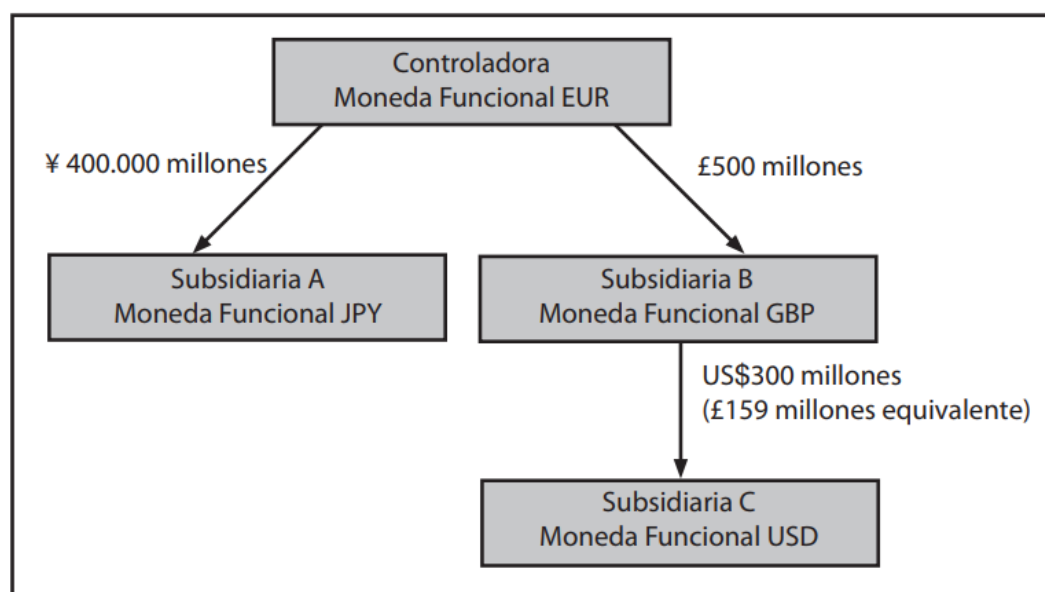 Controladora
Moneda Funcional EUR
¥ 400.000 millones
£500 millones
Subsidiaria A
Moneda Funcional JPY
Subsidiaria B
Moneda Funcional GBP
US$300 millones
(£159 millones equivalente)
Subsidiaria C
Moneda Funcional USD